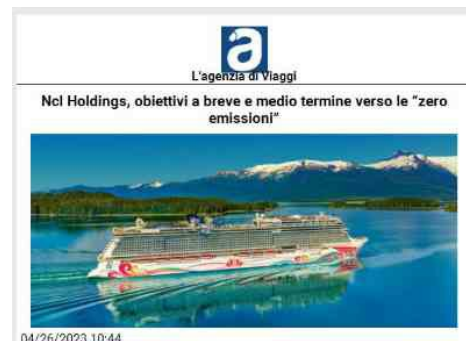 a
L'agenzia di Viaggi
Ncl Holdings, obiettivi a breve e medio termine verso le “zero
emissioni”
04/26/2023 10:44